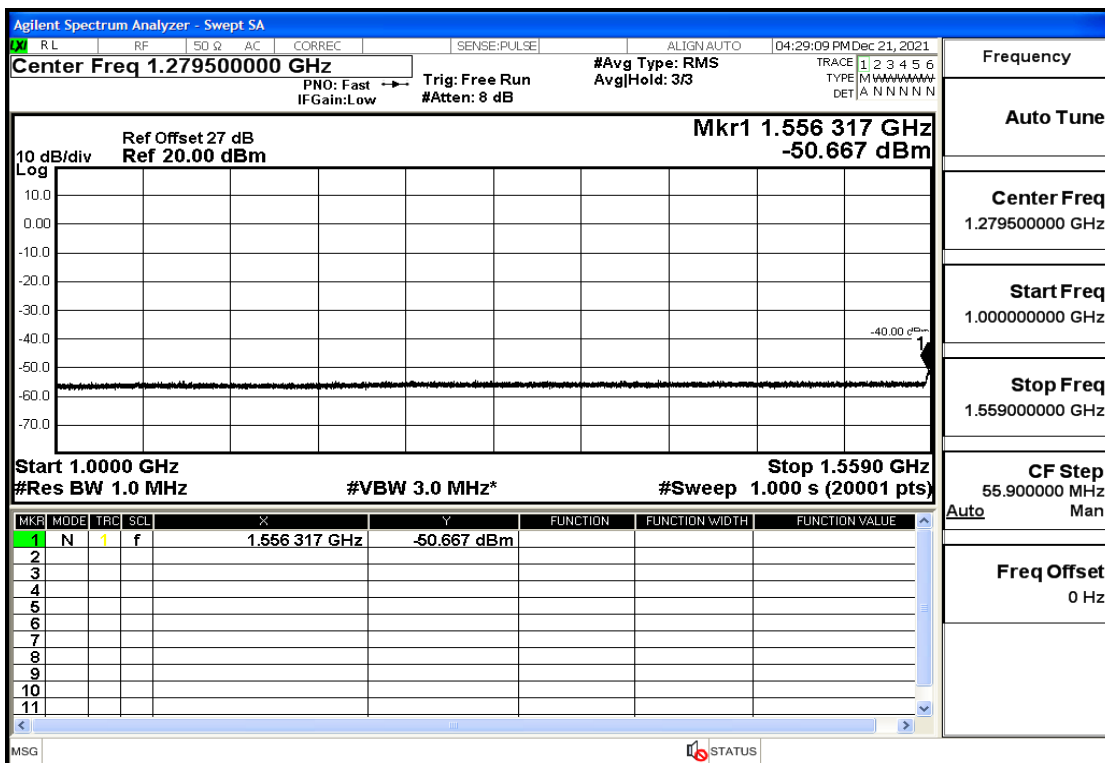 Agilent Spectrum Analyzer - Swept SA
LXI RL RF 50 Ω AC CORREC SENSE:PULSE ALIGN AUTO 04:29:09 PM Dec 21, 2021
Center Freq 1.279500000 GHz
PNO: Fast
IFGain:Low
Trig: Free Run
#Atten: 8 dB
#Avg Type: RMS
Avg|Hold: 3/3
TRACE 1 2 3 4 5 6
TYPE MWWWWW
DET A N N N N N
Ref Offset 27 dB
10 dB/div Ref 20.00 dBm
Log
Mkr1 1.556 317 GHz
-50.667 dBm
10.0
0.00
-10.0
-20.0
-30.0
-40.0
-50.0
-60.0
-70.0
-40.00 dBm
1
Start 1.0000 GHz Stop 1.5590 GHz
#Res BW 1.0 MHz #VBW 3.0 MHz* #Sweep 1.000 s (20001 pts)
MKR MODE TRC SCL X Y FUNCTION FUNCTION WIDTH FUNCTION VALUE
1 N 1 f 1.556 317 GHz -50.667 dBm
2
3
4
5
6
7
8
9
10
11
MSG STATUS
Frequency
Auto Tune
Center Freq
1.279500000 GHz
Start Freq
1.000000000 GHz
Stop Freq
1.559000000 GHz
CF Step
55.900000 MHz
Auto Man
Freq Offset
0 Hz